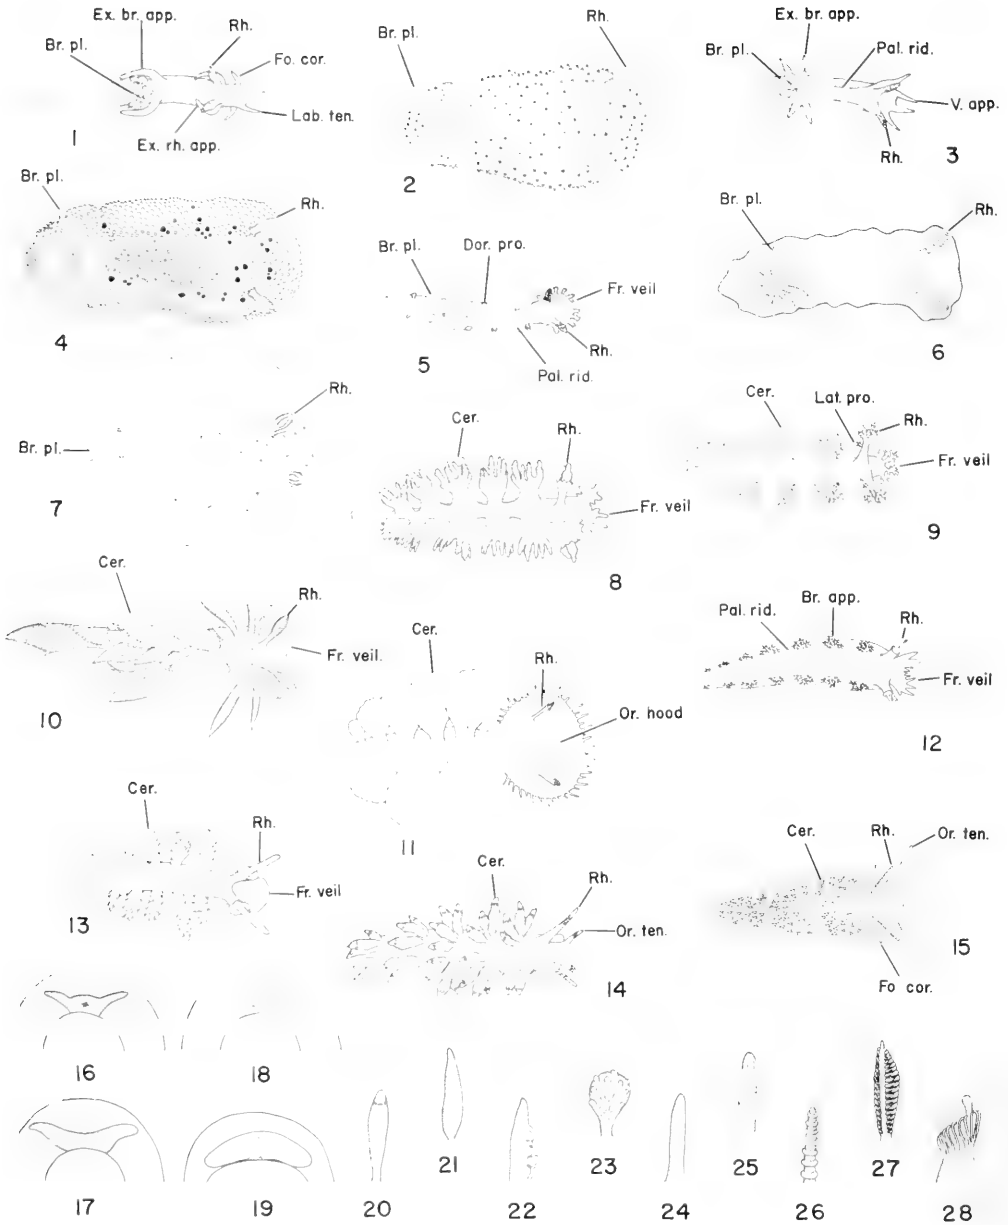 Ex. br. app.
Rh.
Br. pl.
Fo. cor.
Lab. ten.
Ex. rh. app.
1
Br. pl.
Rh.
2
Ex. br. app.
Br. pl.
Pal. rid.
V. app.
Rh.
3
Br. pl.
Rh.
4
Br. pl.
Dor. pro.
Fr. veil
Rh.
Pal. rid.
5
Br. pl.
Rh.
6
Rh.
Br. pl.
7
Cer.
Rh.
Fr. veil
8
Cer.
Lat. pro.
Rh.
Fr. veil
9
Cer.
Rh.
Fr. veil.
10
Cer.
Rh.
Or. hood
11
Pal. rid.
Br. app.
Rh.
Fr. veil
12
Cer.
Rh.
Fr. veil
13
Cer.
Rh.
Or. ten.
14
Cer.
Rh.
Or. ten.
15
Fo cor.
16
18
17
19
20
21
22
23
24
25
26
27
28